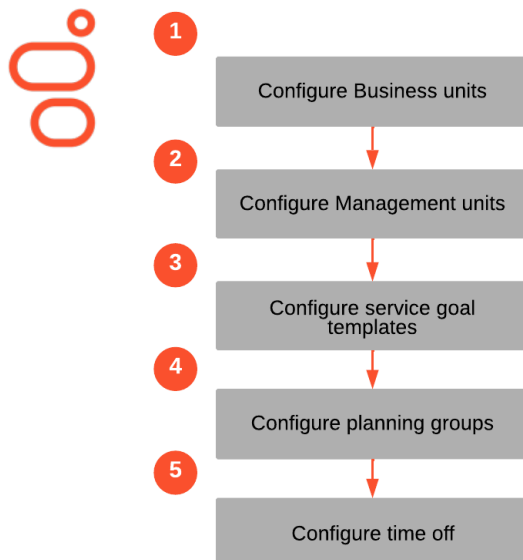 1
Configure Business units
2
Configure Management units
3
Configure service goal
templates
4
Configure planning groups
5
Configure time off